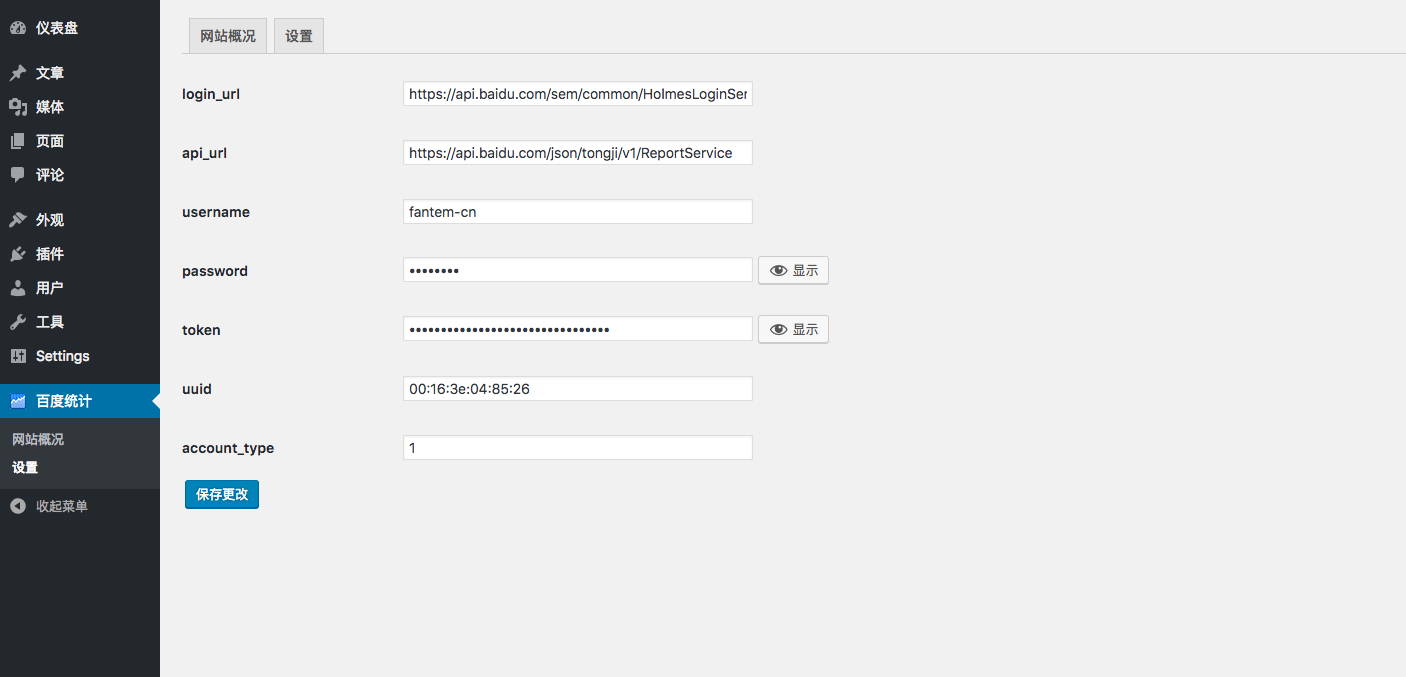 仪表盘
文章
媒体
页面
评论
外观
插件
用户
工具
Settings
百度统计
网站概况
设置
收起菜单
网站概况 设置
login_url https://api.baidu.com/sem/common/HolmesLoginSer
api_url https://api.baidu.com/json/tongji/v1/ReportService
username fantem-cn
password •••••••• 显示
token •••••••••••••••••••••••••••••••• 显示
uuid 00:16:3e:04:85:26
account_type 1
保存更改